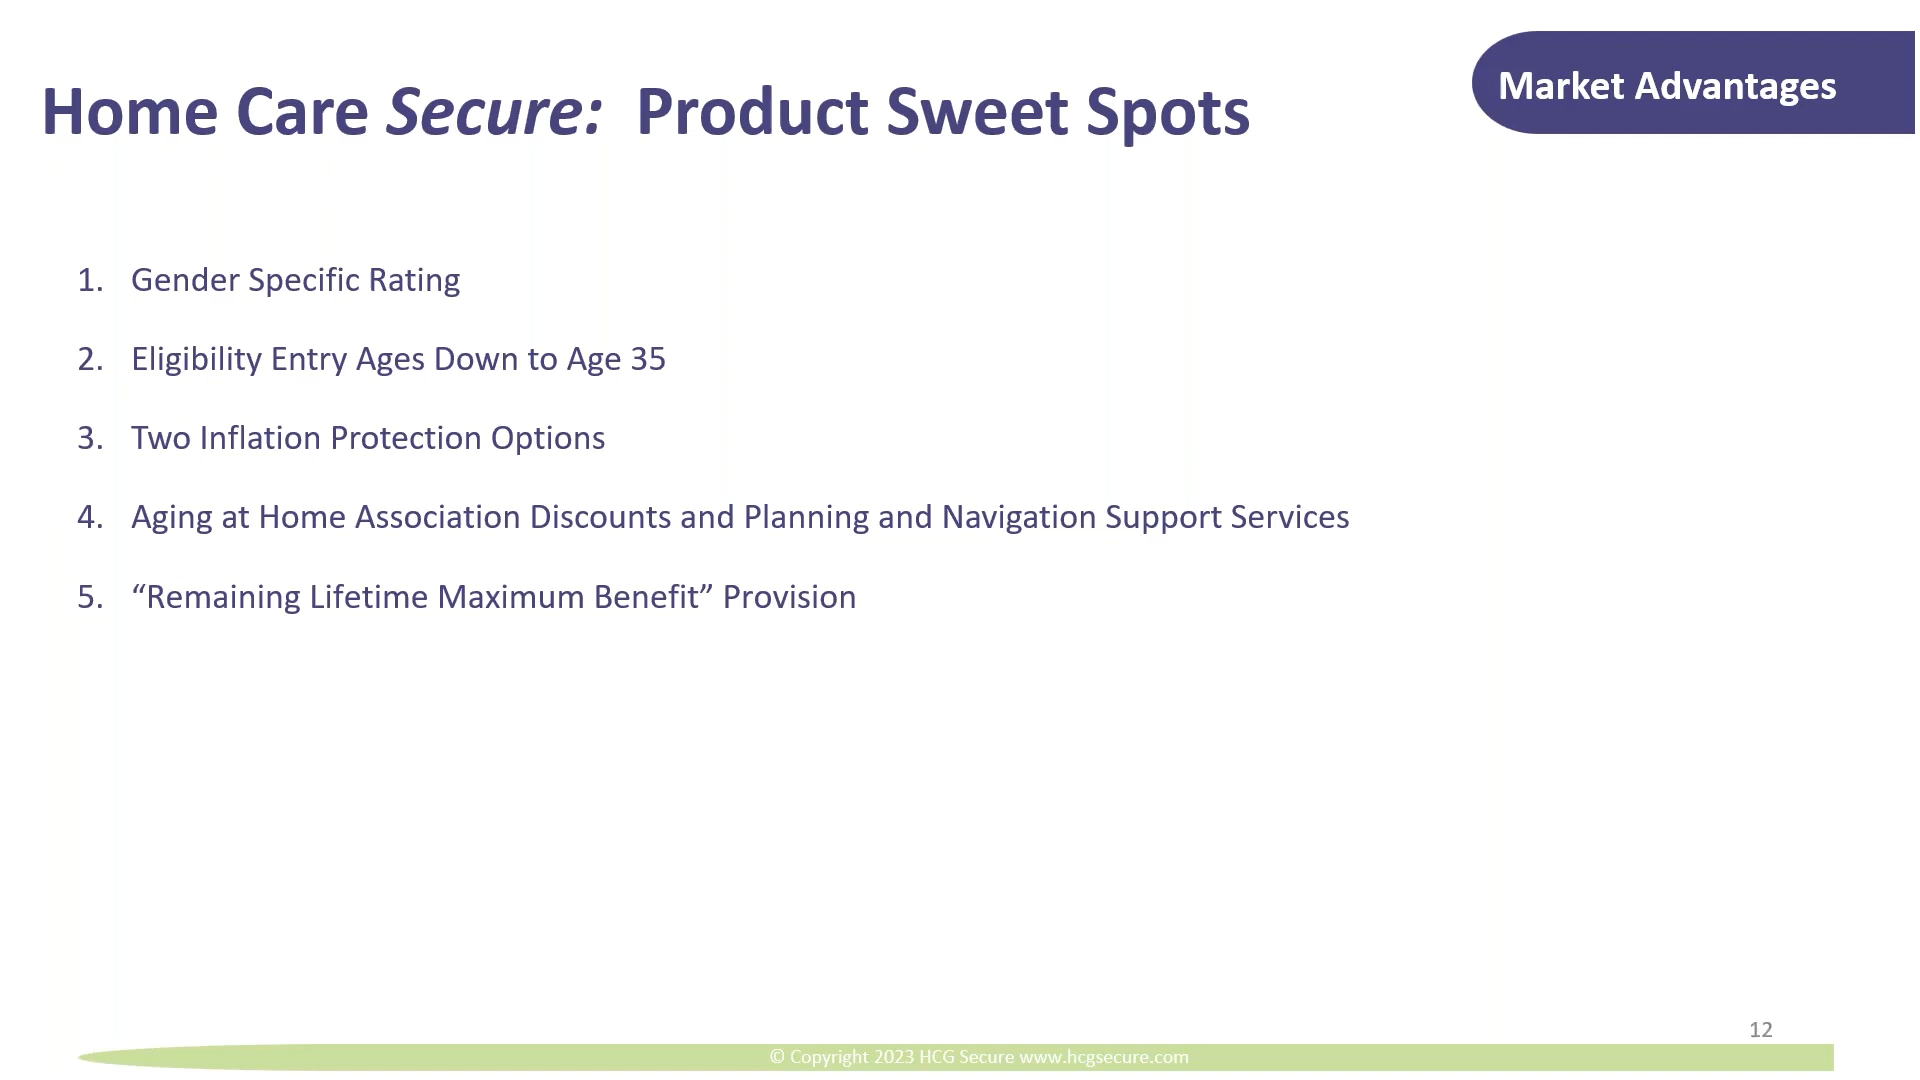 Market Advantages
Home Care Secure: Product Sweet Spots
1. Gender Specific Rating
2. Eligibility Entry Ages Down to Age 35
3. Two Inflation Protection Options
4. Aging at Home Association Discounts and Planning and Navigation Support Services
5. “Remaining Lifetime Maximum Benefit” Provision
12
© Copyright 2023 HCG Secure www.hcgsecure.com